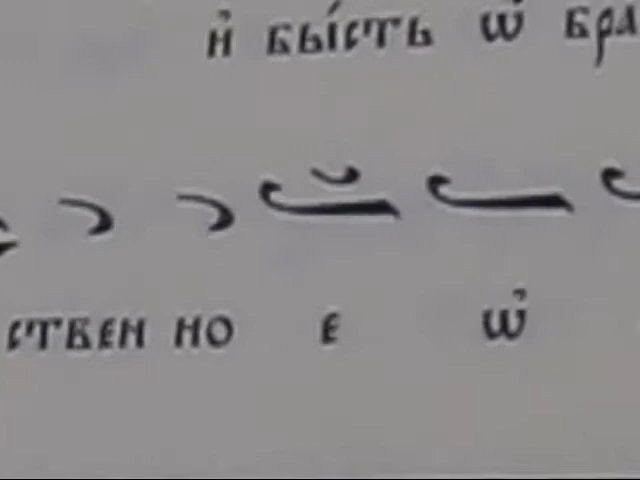 и҆ бы́сть ѡ҆ бра
ствен но е ѡ҆